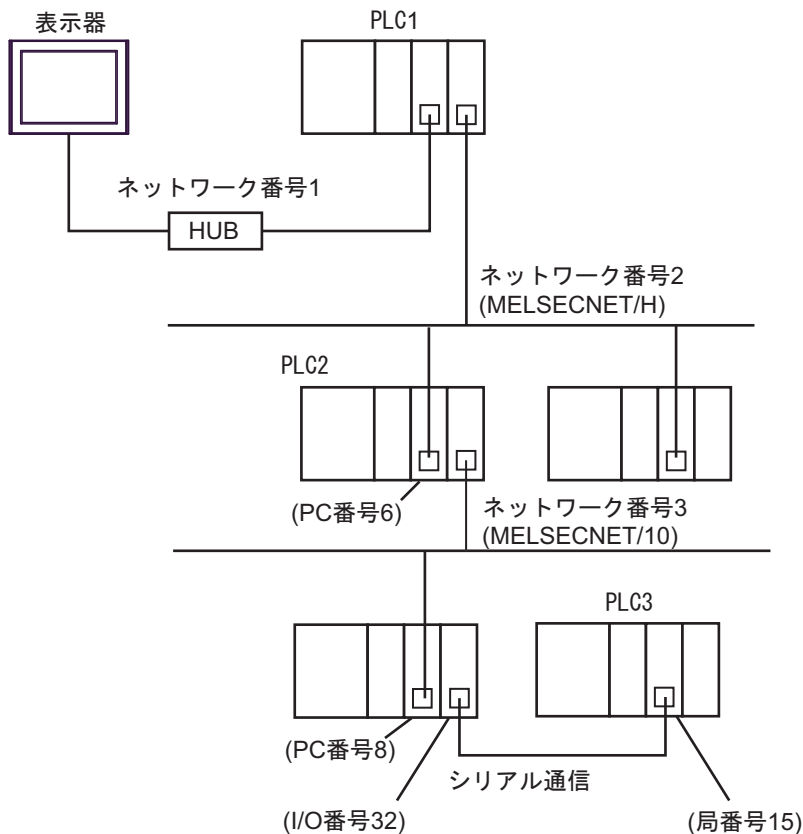 表示器
PLC1
ネットワーク番号1
HUB
ネットワーク番号2
(MELSECNET/H)
PLC2
(PC番号6)
ネットワーク番号3
(MELSECNET/10)
PLC3
(PC番号8)
シリアル通信
(I/O番号32)
(局番号15)